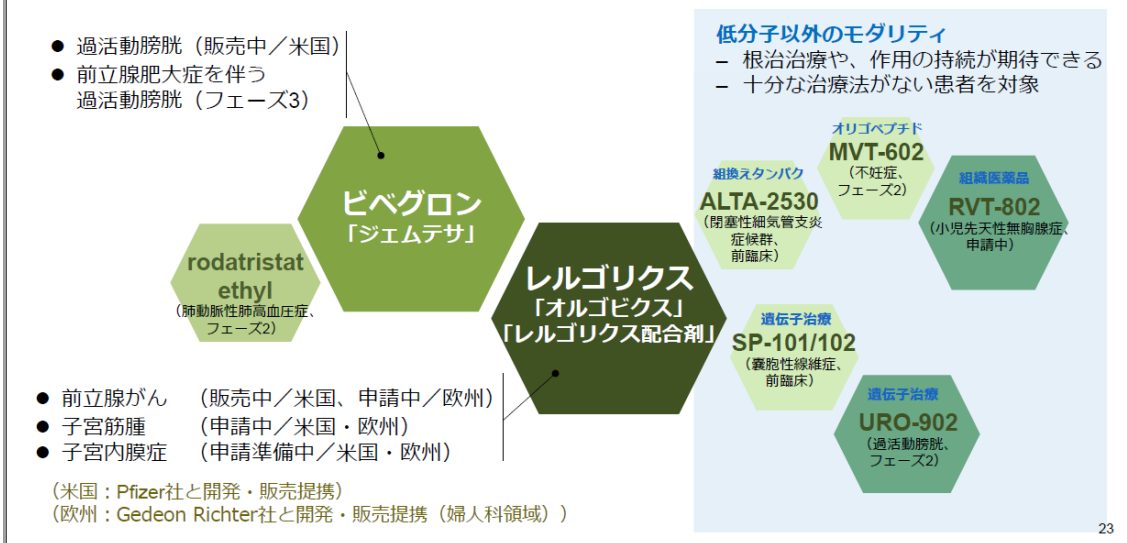 ● 過活動膀胱（販売中／米国）
● 前立腺肥大症を伴う
過活動膀胱（フェーズ3）
ビベグロン
「ジェムテサ」
rodatristat
ethyl
（肺動脈性肺高血圧症、
フェーズ2）
レルゴリクス
「オルゴビクス」
「レルゴリクス配合剤」
● 前立腺がん　（販売中／米国、申請中／欧州）
● 子宮筋腫　（申請中／米国・欧州）
● 子宮内膜症　（申請準備中／米国・欧州）
（米国：Pfizer社と開発・販売提携）
（欧州：Gedeon Richter社と開発・販売提携（婦人科領域））
低分子以外のモダリティ
– 根治治療や、作用の持続が期待できる
– 十分な治療法がない患者を対象
オリゴペプチド
MVT-602
（不妊症、
フェーズ2）
組換えタンパク
ALTA-2530
（閉塞性細気管支炎
症候群、
前臨床）
組織医薬品
RVT-802
（小児先天性無胸腺症、
申請中）
遺伝子治療
SP-101/102
（嚢胞性線維症、
前臨床）
遺伝子治療
URO-902
（過活動膀胱、
フェーズ2）
23